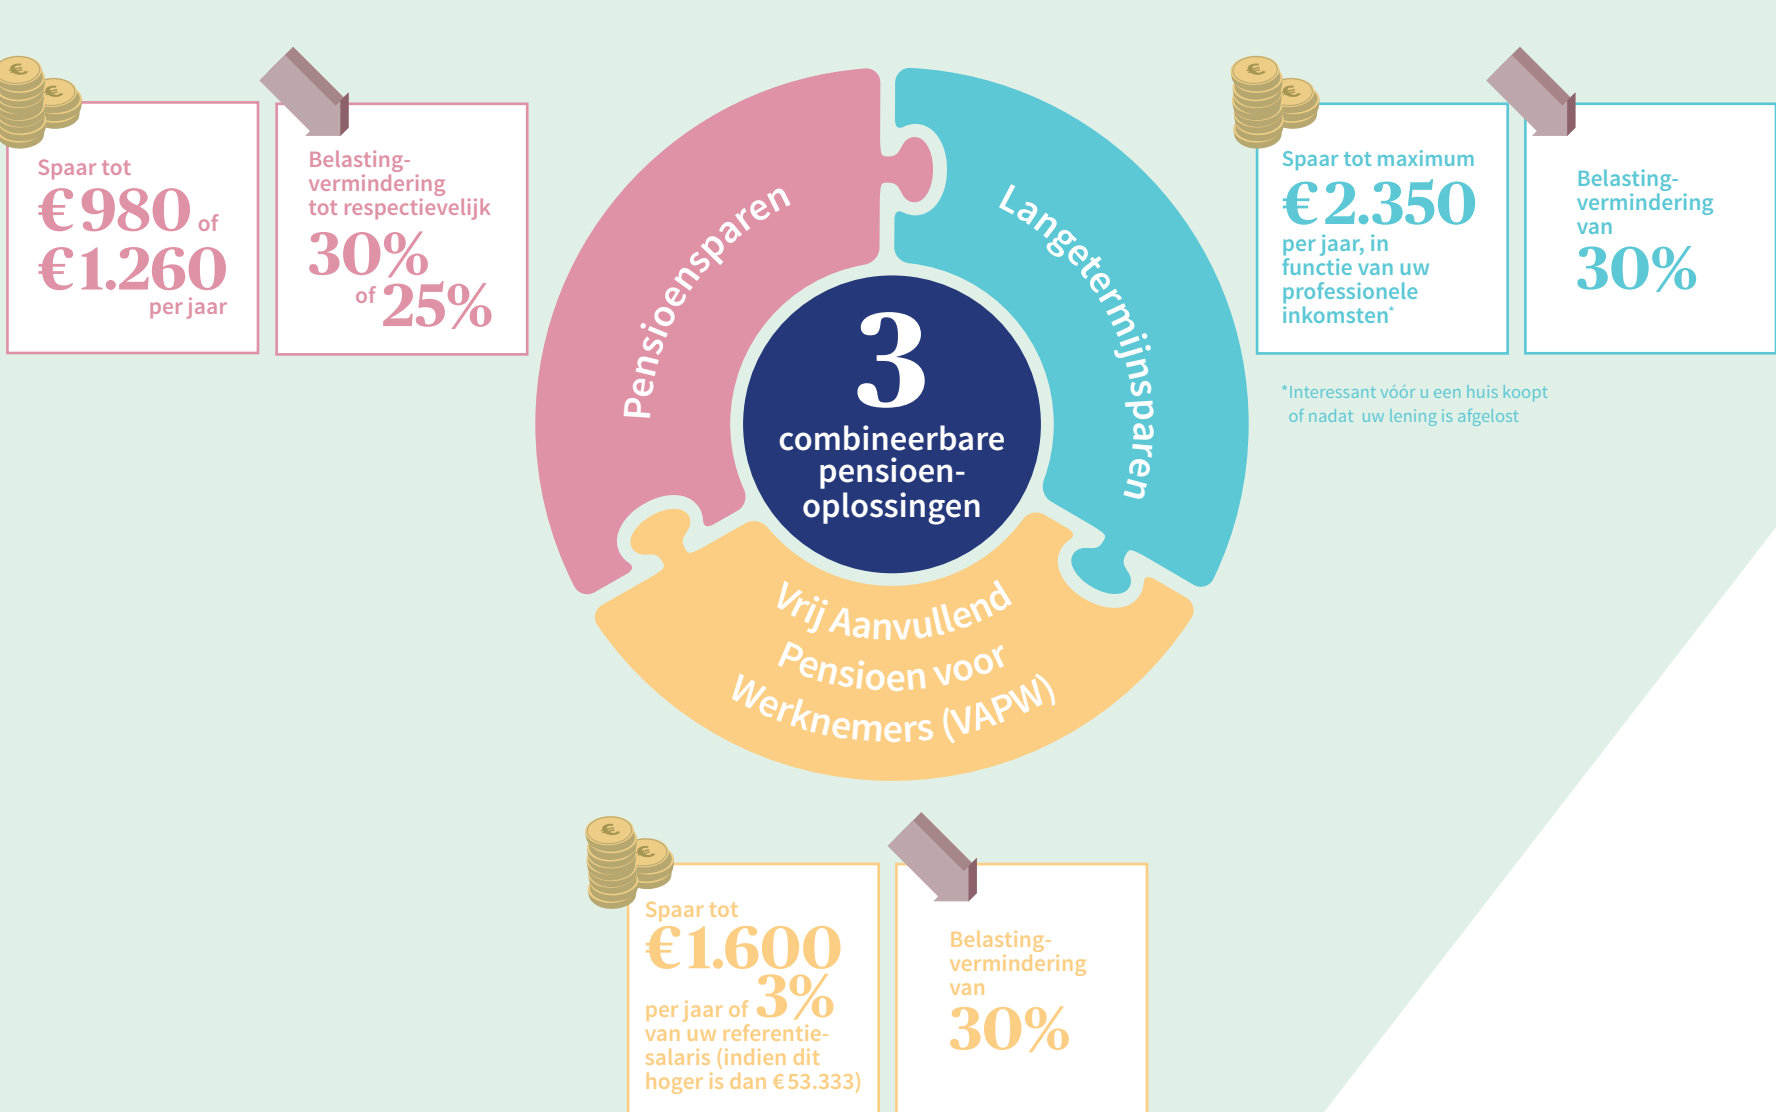 Spaar tot
€ 980 of
€ 1.260
per jaar
Belasting-
vermindering
tot respectievelijk
30%
of 25%
Pensioensparen
Langetermijnsparen
3
combineerbare
pensioen-
oplossingen
Vrij Aanvullend
Pensioen voor
Werknemers (VAPW)
Spaar tot maximum
€ 2.350
per jaar, in
functie van uw
professionele
inkomsten*
Belasting-
vermindering
van
30%
*Interessant vóór u een huis koopt
of nadat uw lening is afgelost
Spaar tot
€ 1.600
per jaar of 3%
van uw referentie-
salaris (indien dit
hoger is dan € 53.333)
Belasting-
vermindering
van
30%